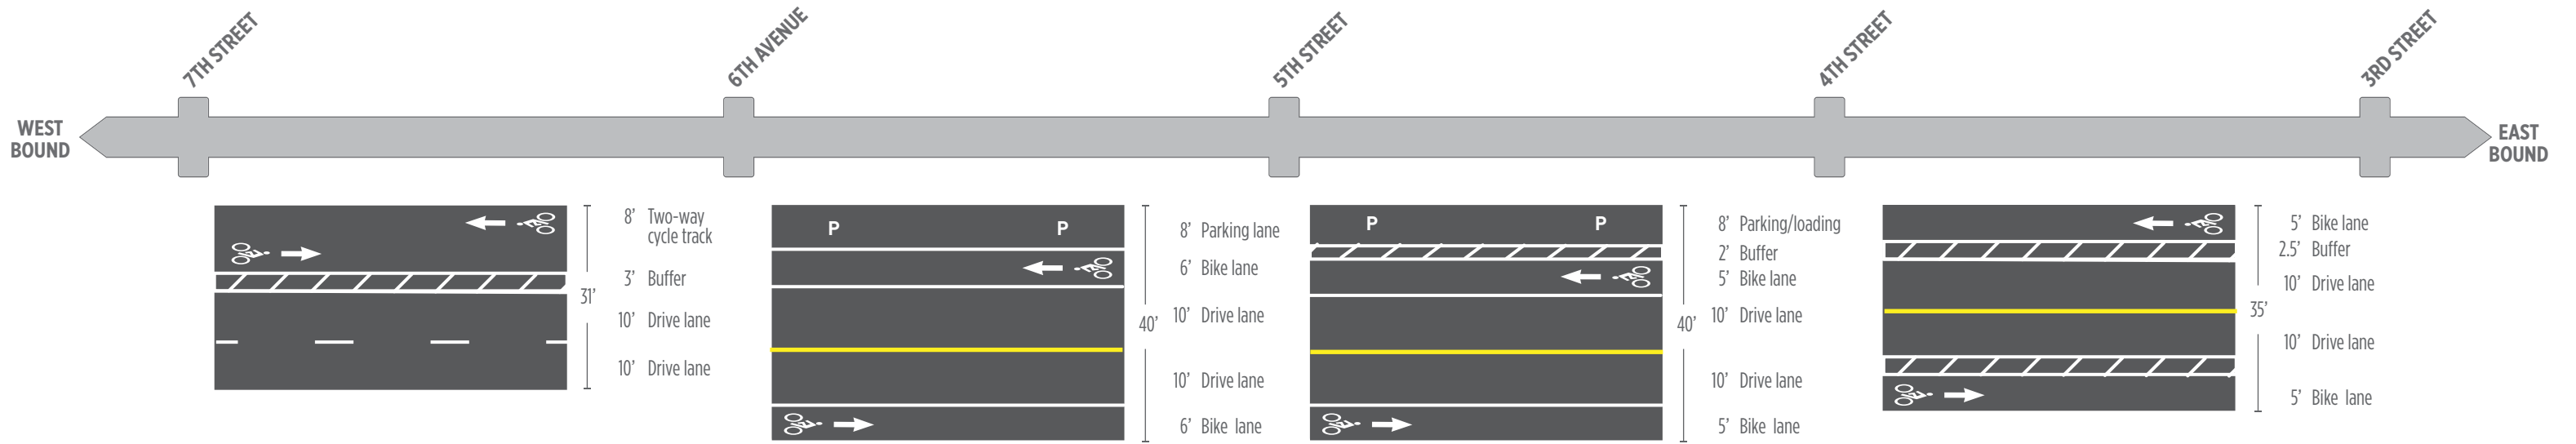 7TH STREET
6TH AVENUE
5TH STREET
4TH STREET
3RD STREET
WEST
BOUND
EAST
BOUND
8’ Two-way
cycle track
3’ Buffer
10’ Drive lane
10’ Drive lane
31’
P P
8’ Parking lane
6’ Bike lane
10’ Drive lane
10’ Drive lane
6’ Bike lane
40’
P P
8’ Parking/loading
2’ Buffer
5’ Bike lane
10’ Drive lane
10’ Drive lane
5’ Bike lane
40’
5’ Bike lane
2.5’ Buffer
10’ Drive lane
10’ Drive lane
5’ Bike lane
35’